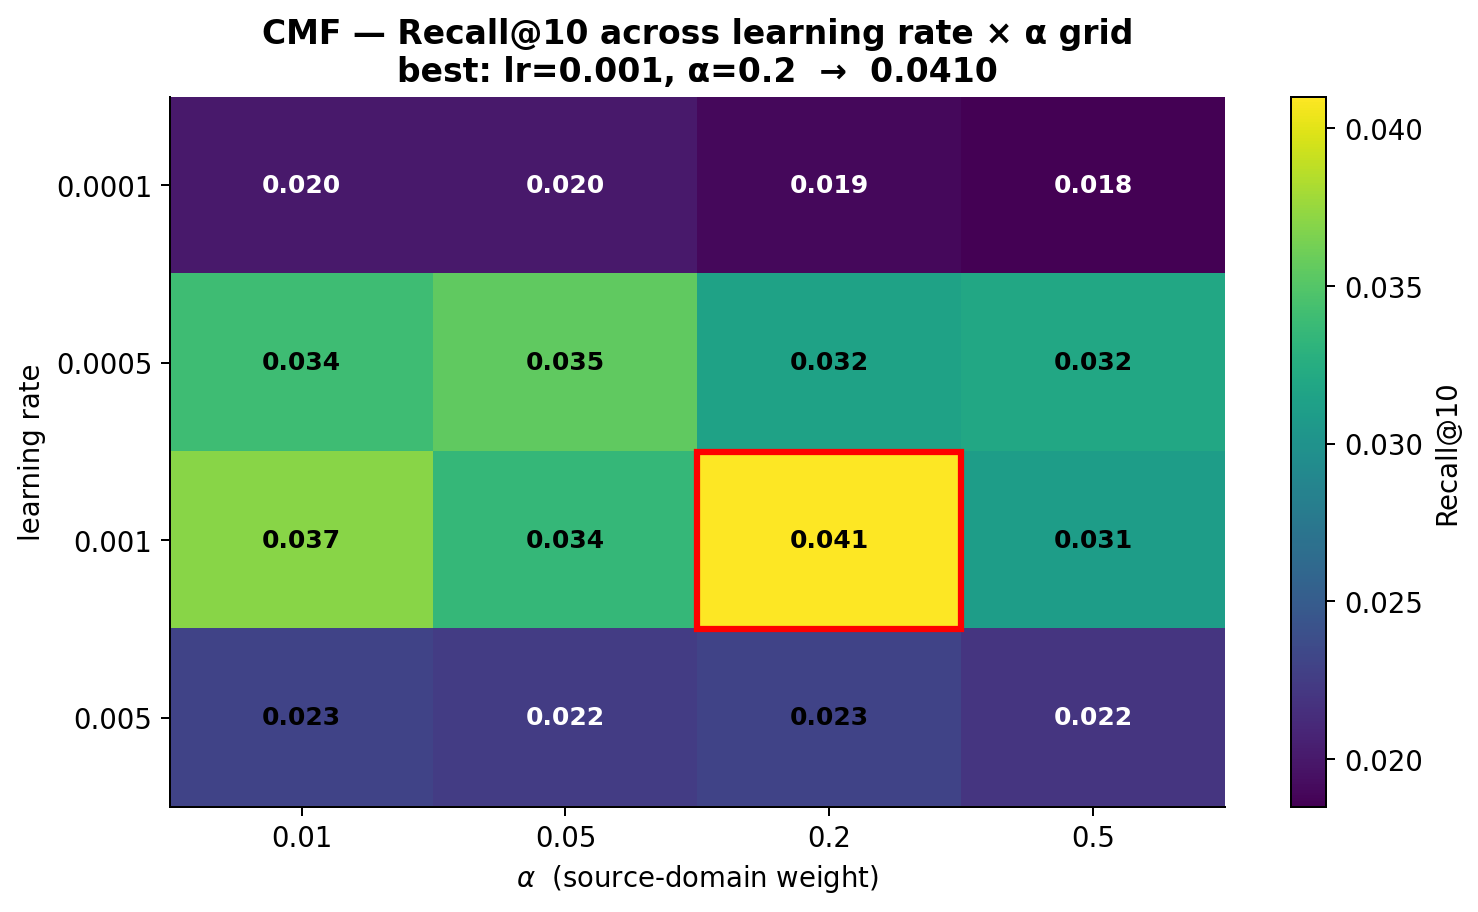 CMF — Recall@10 across learning rate × α grid
best: lr=0.001, α=0.2 → 0.0410
0.0001 0.020 0.020 0.019 0.018
0.0005 0.034 0.035 0.032 0.032
0.001 0.037 0.034 0.041 0.031
0.005 0.023 0.022 0.023 0.022
0.01 0.05 0.2 0.5
α (source-domain weight)
learning rate
0.040
0.035
0.030
0.025
0.020
Recall@10